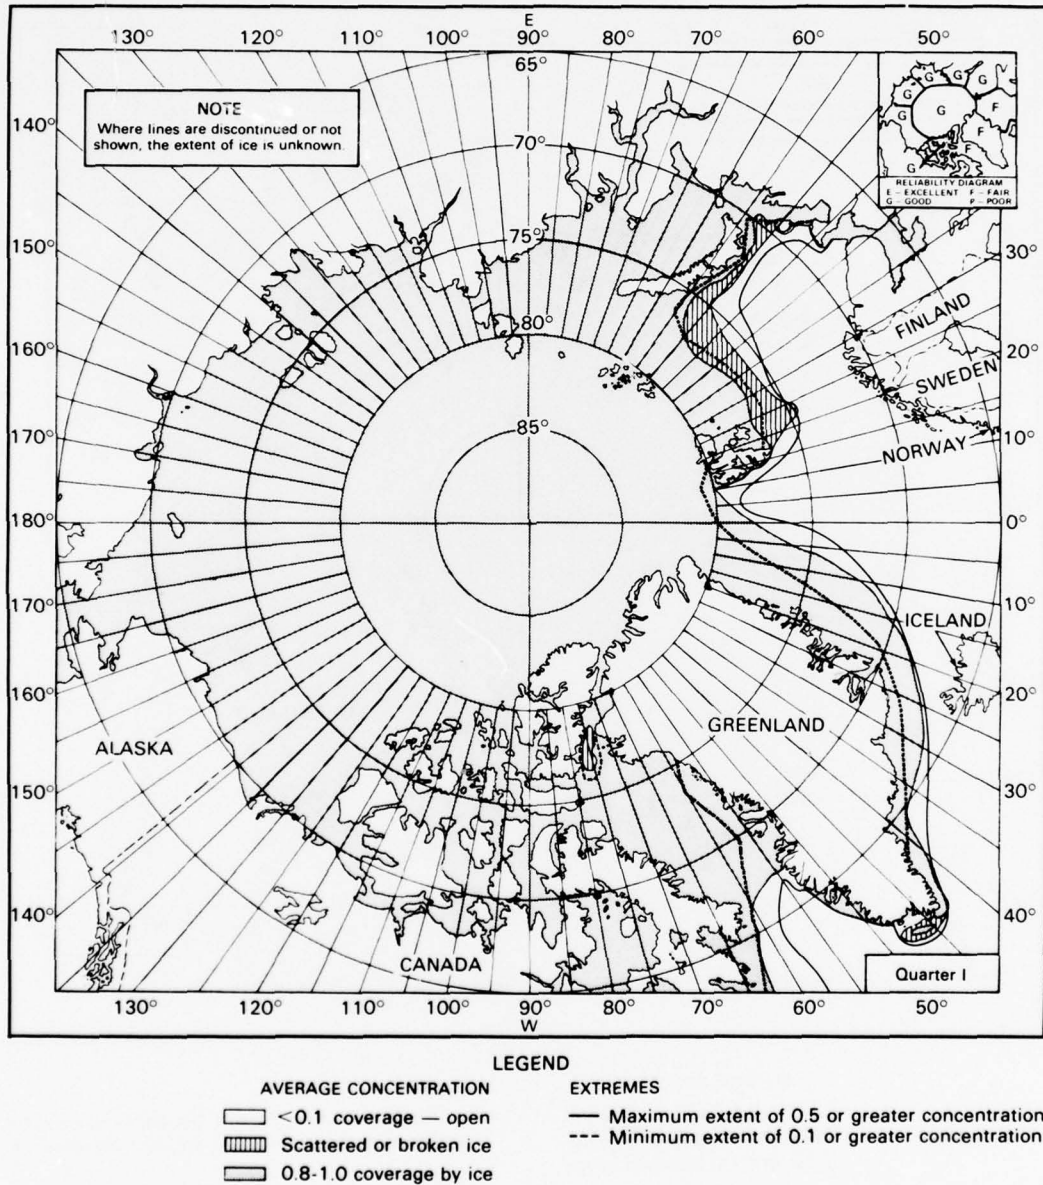 E
130° 120° 110° 100° 90° 80° 70° 60° 50°
65°
NOTE
Where lines are discontinued or not
shown, the extent of ice is unknown.
G G G G
G G F
G F F
G
RELIABILITY DIAGRAM
E – EXCELLENT F – FAIR
G – GOOD P – POOR
140°
70°
150°
75°
30°
FINLAND
160°
80°
20°
SWEDEN
170°
85°
10°
NORWAY
180°
0°
170°
10°
ICELAND
160°
20°
ALASKA
GREENLAND
150°
30°
140°
40°
CANADA
Quarter I
130° 120° 110° 100° 90° 80° 70° 60° 50°
W
LEGEND
AVERAGE CONCENTRATION
<0.1 coverage — open
Scattered or broken ice
0.8-1.0 coverage by ice
EXTREMES
Maximum extent of 0.5 or greater concentration
Minimum extent of 0.1 or greater concentration